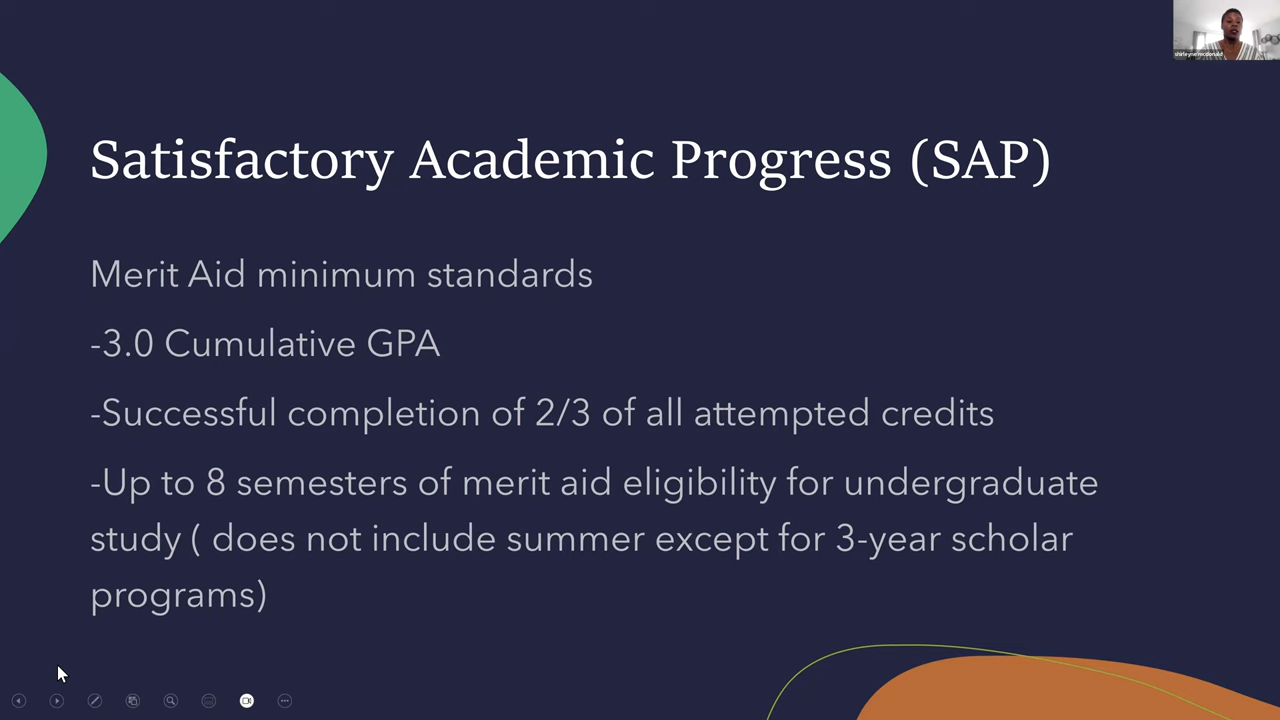 shirleyne mcdonald
Satisfactory Academic Progress (SAP)
Merit Aid minimum standards
-3.0 Cumulative GPA
-Successful completion of 2/3 of all attempted credits
-Up to 8 semesters of merit aid eligibility for undergraduate
study ( does not include summer except for 3-year scholar
programs)